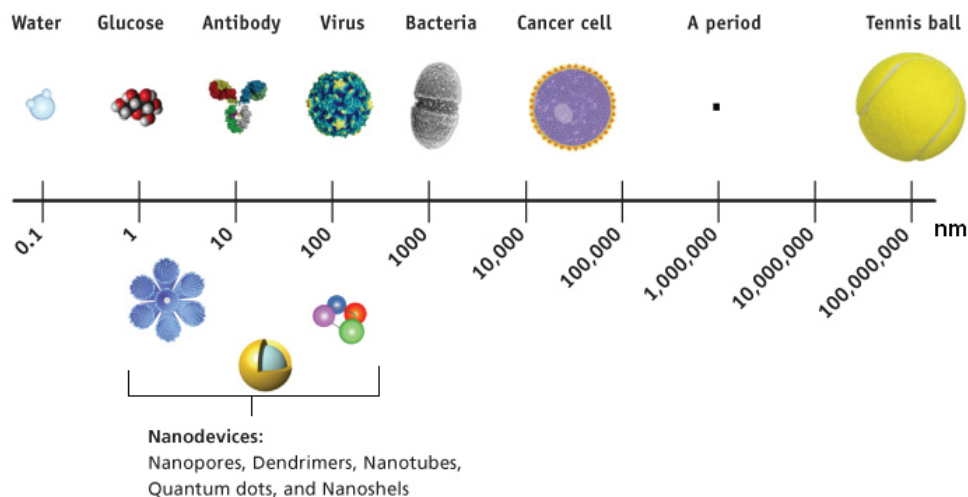 Water Glucose Antibody Virus Bacteria Cancer cell A period Tennis ball
0.1 1 10 100 1000 10,000 100,000 1,000,000 10,000,000 100,000,000 nm
Nanodevices:
Nanopores, Dendrimers, Nanotubes,
Quantum dots, and Nanoshels